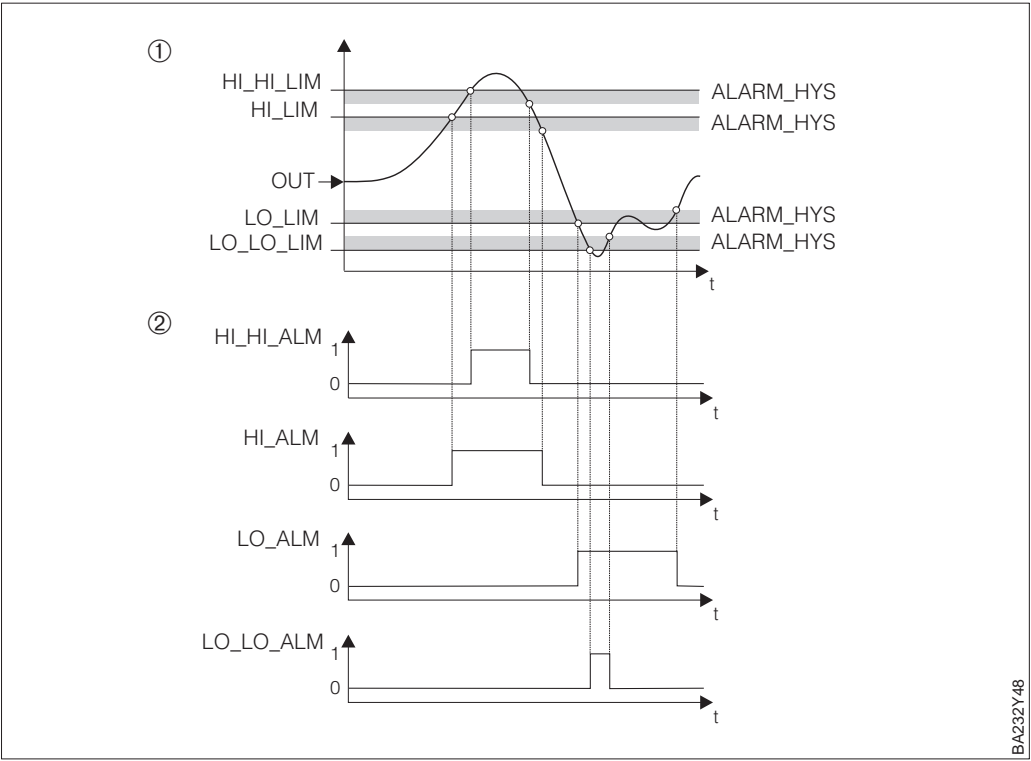 ①
HI_HI_LIM
ALARM_HYS
HI_LIM
ALARM_HYS
OUT
LO_LIM
ALARM_HYS
LO_LO_LIM
ALARM_HYS
t
②
HI_HI_ALM
1
0
t
HI_ALM
1
0
t
LO_ALM
1
0
t
LO_LO_ALM
1
0
t
BA232Y48